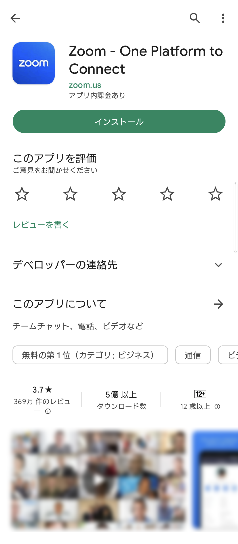 zoom
Zoom - One Platform to
Connect
zoom.us
アプリ内課金あり
インストール
このアプリを評価
ご意見をお聞かせください
レビューを書く
デベロッパーの連絡先
このアプリについて
チームチャット、電話、ビデオなど
無料の第 1 位（カテゴリ: ビジネス）
通信
3.7★
369万 件のレビュ
ー
5億 以上
ダウンロード数
12+
12 歳以上